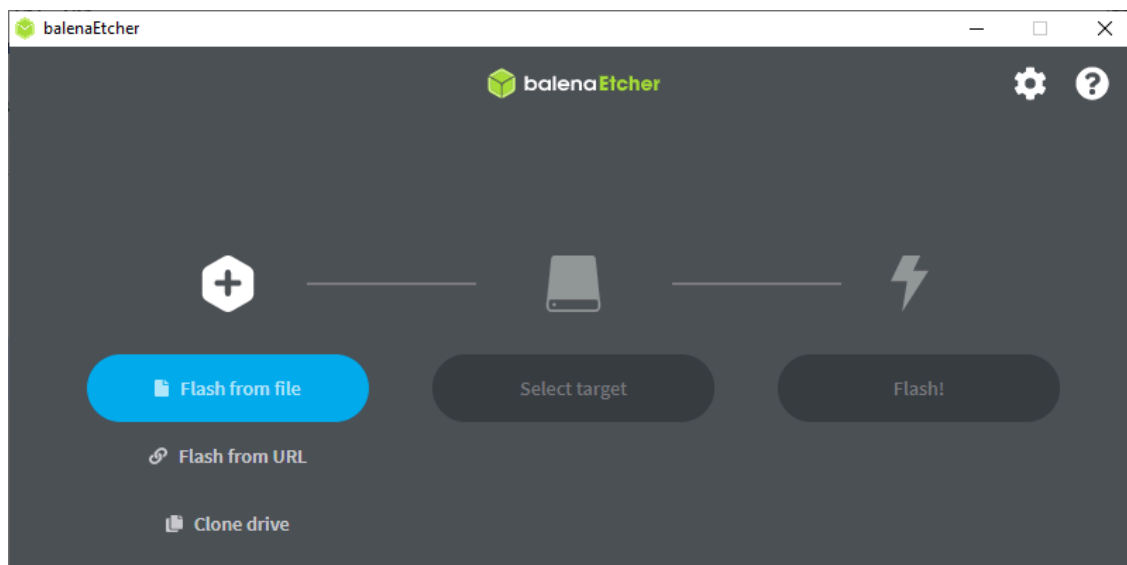 balenaEtcher
balenaEtcher
Flash from file
Select target
Flash!
Flash from URL
Clone drive